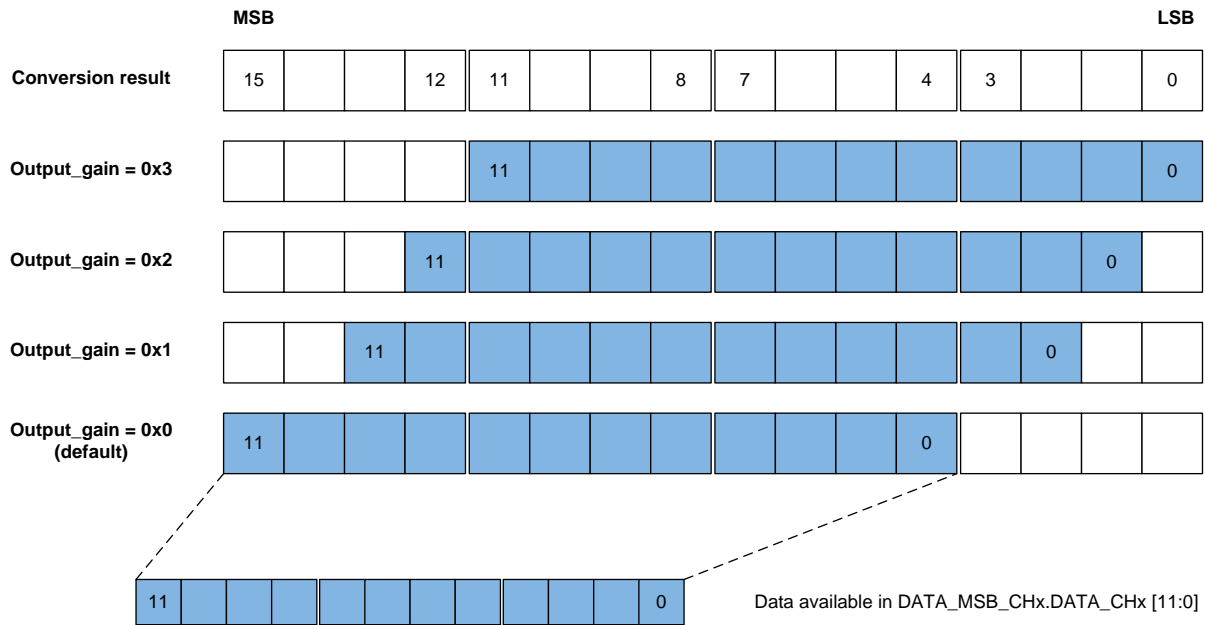 MSB LSB
Conversion result 15 12 11 8 7 4 3 0
Output_gain = 0x3 11 0
Output_gain = 0x2 11 0
Output_gain = 0x1 11 0
Output_gain = 0x0
(default) 11 0
11 0 Data available in DATA_MSB_CHx.DATA_CHx [11:0]